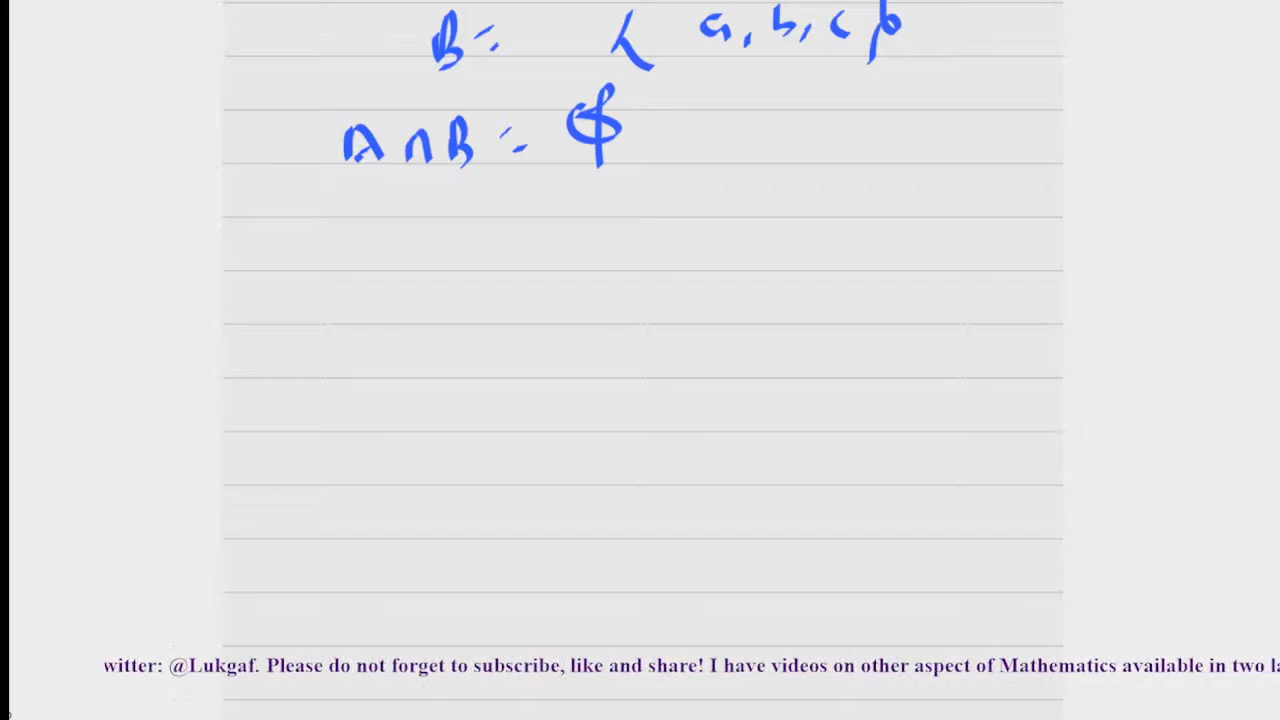 B = { a, b, c, b
A ∩ B = ϕ
witter: @Lukgaf. Please do not forget to subscribe, like and share! I have videos on other aspect of Mathematics available in two la